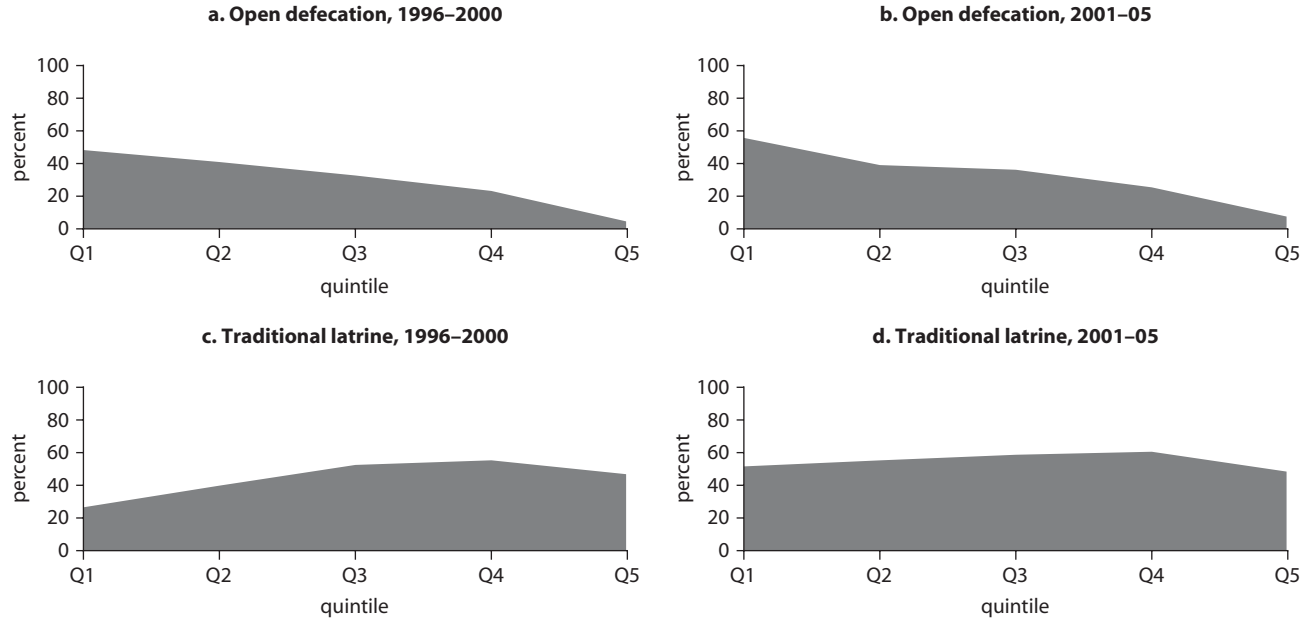 a. Open defecation, 1996–2000
percent
100
80
60
40
20
0
Q1 Q2 Q3 Q4 Q5
quintile
b. Open defecation, 2001–05
percent
100
80
60
40
20
0
Q1 Q2 Q3 Q4 Q5
quintile
c. Traditional latrine, 1996–2000
percent
100
80
60
40
20
0
Q1 Q2 Q3 Q4 Q5
quintile
d. Traditional latrine, 2001–05
percent
100
80
60
40
20
0
Q1 Q2 Q3 Q4 Q5
quintile